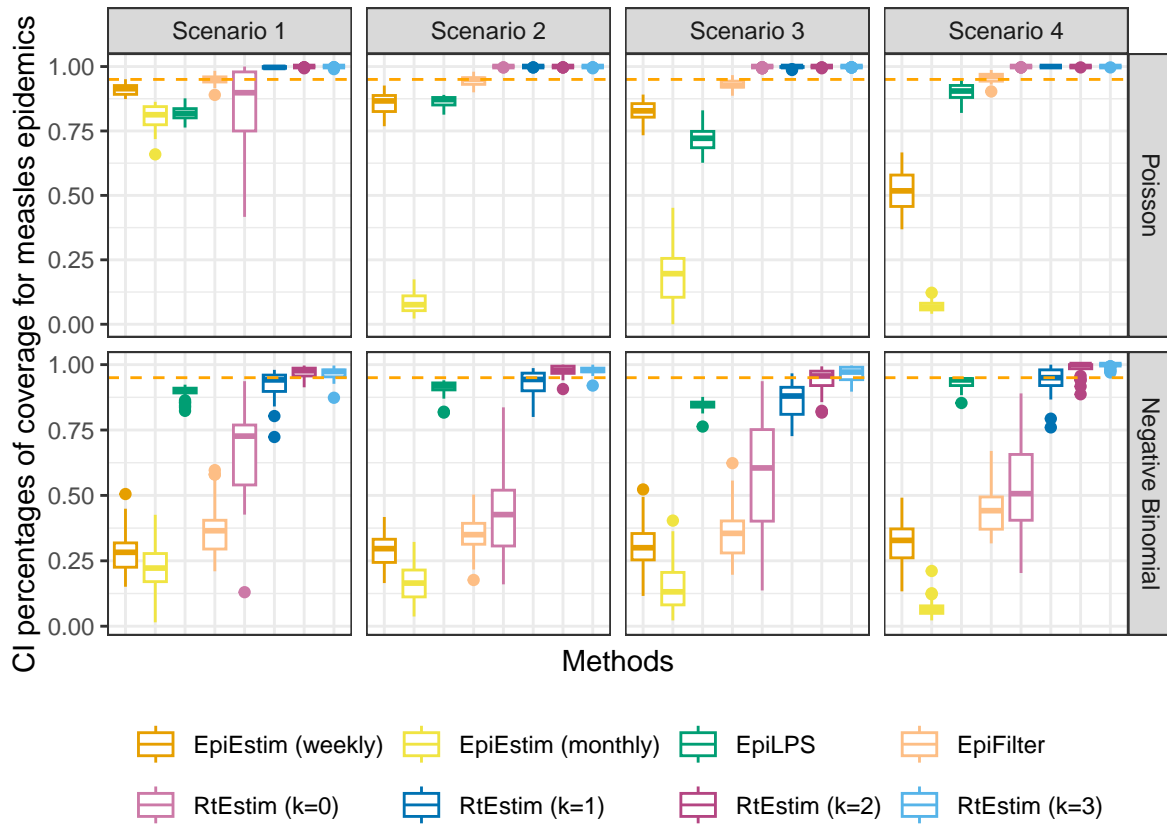 Scenario 1
Scenario 2
Scenario 3
Scenario 4
CI percentages of coverage for measles epidemics
1.00
0.75
0.50
0.25
0.00
Poisson
1.00
0.75
0.50
0.25
0.00
Negative Binomial
Methods
EpiEstim (weekly)
EpiEstim (monthly)
EpiLPS
EpiFilter
RtEstim (k=0)
RtEstim (k=1)
RtEstim (k=2)
RtEstim (k=3)